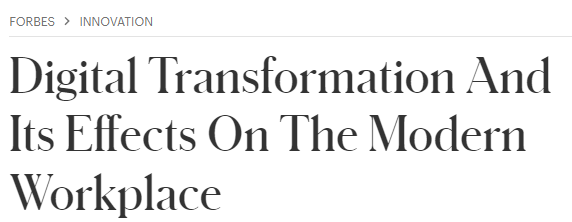 FORBES > INNOVATION
Digital Transformation And
Its Effects On The Modern
Workplace